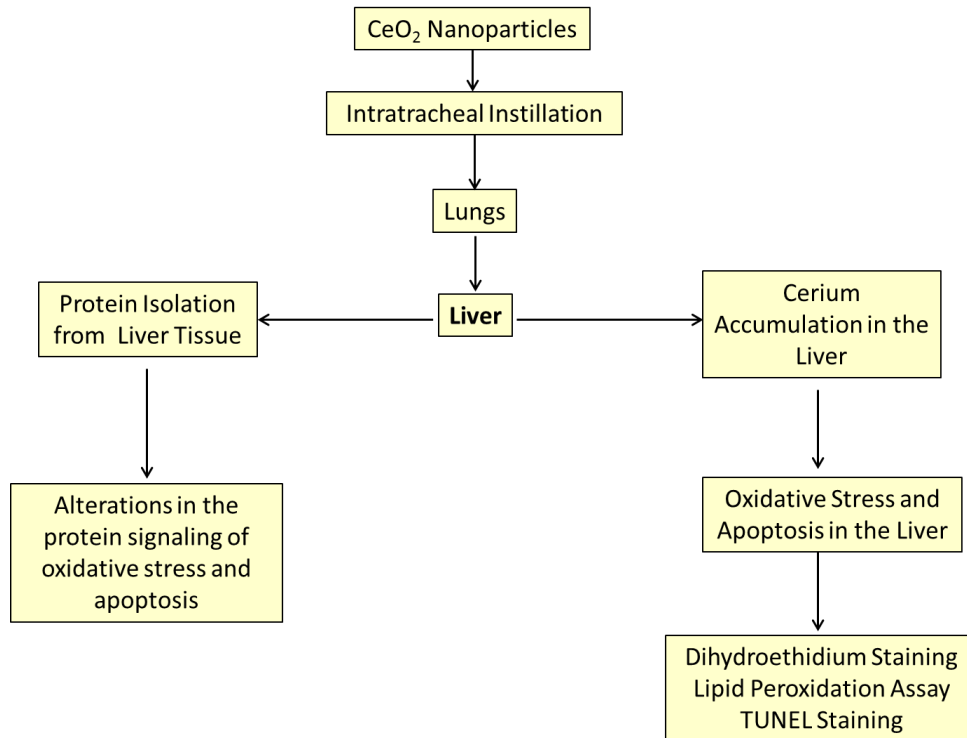 CeO₂ Nanoparticles
Intratracheal Instillation
Lungs
Liver
Protein Isolation
from Liver Tissue
Alterations in the
protein signaling of
oxidative stress and
apoptosis
Cerium
Accumulation in the
Liver
Oxidative Stress and
Apoptosis in the Liver
Dihydroethidium Staining
Lipid Peroxidation Assay
TUNEL Staining